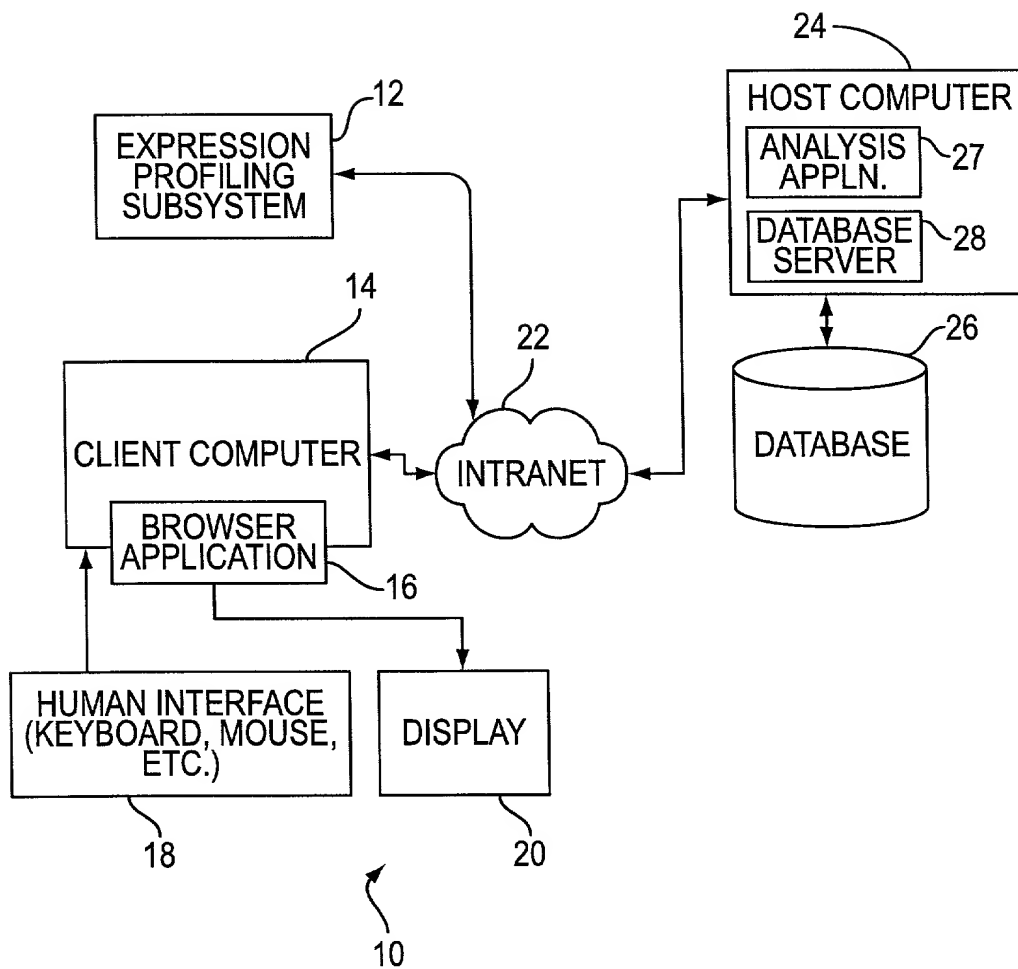 24
HOST COMPUTER
ANALYSIS
APPLN.
27
DATABASE
SERVER
28
12
EXPRESSION
PROFILING
SUBSYSTEM
14
CLIENT COMPUTER
BROWSER
APPLICATION
16
22
INTRANET
26
DATABASE
HUMAN INTERFACE
(KEYBOARD, MOUSE,
ETC.)
18
DISPLAY
20
10